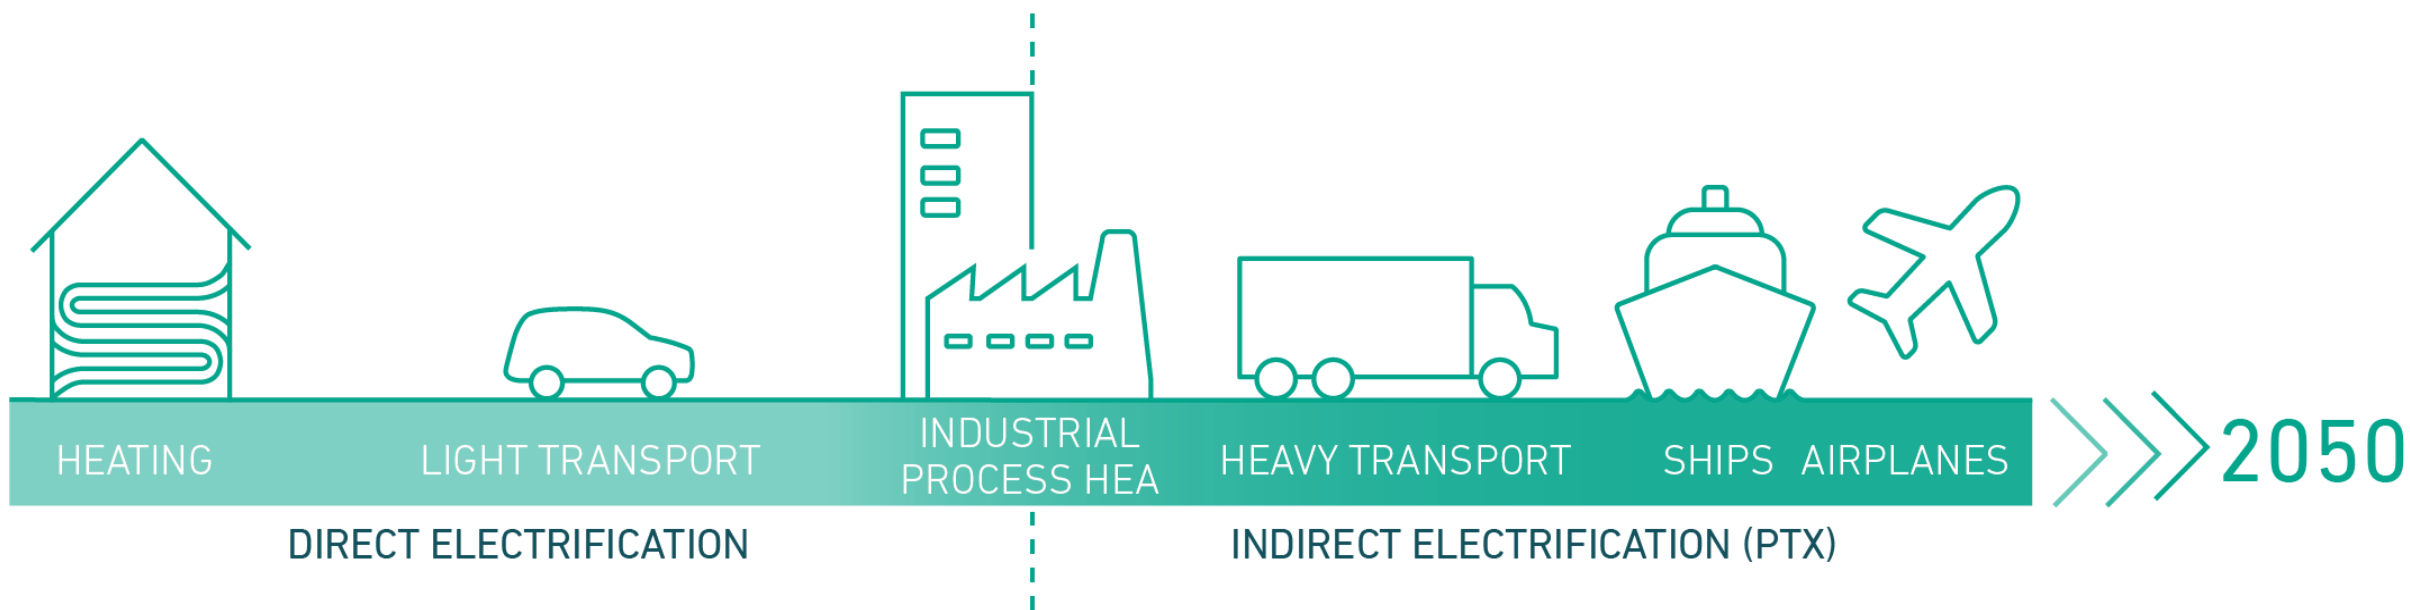 HEATING
LIGHT TRANSPORT
INDUSTRIAL
PROCESS HEA
HEAVY TRANSPORT
SHIPS
AIRPLANES
2050
DIRECT ELECTRIFICATION
INDIRECT ELECTRIFICATION (PTX)